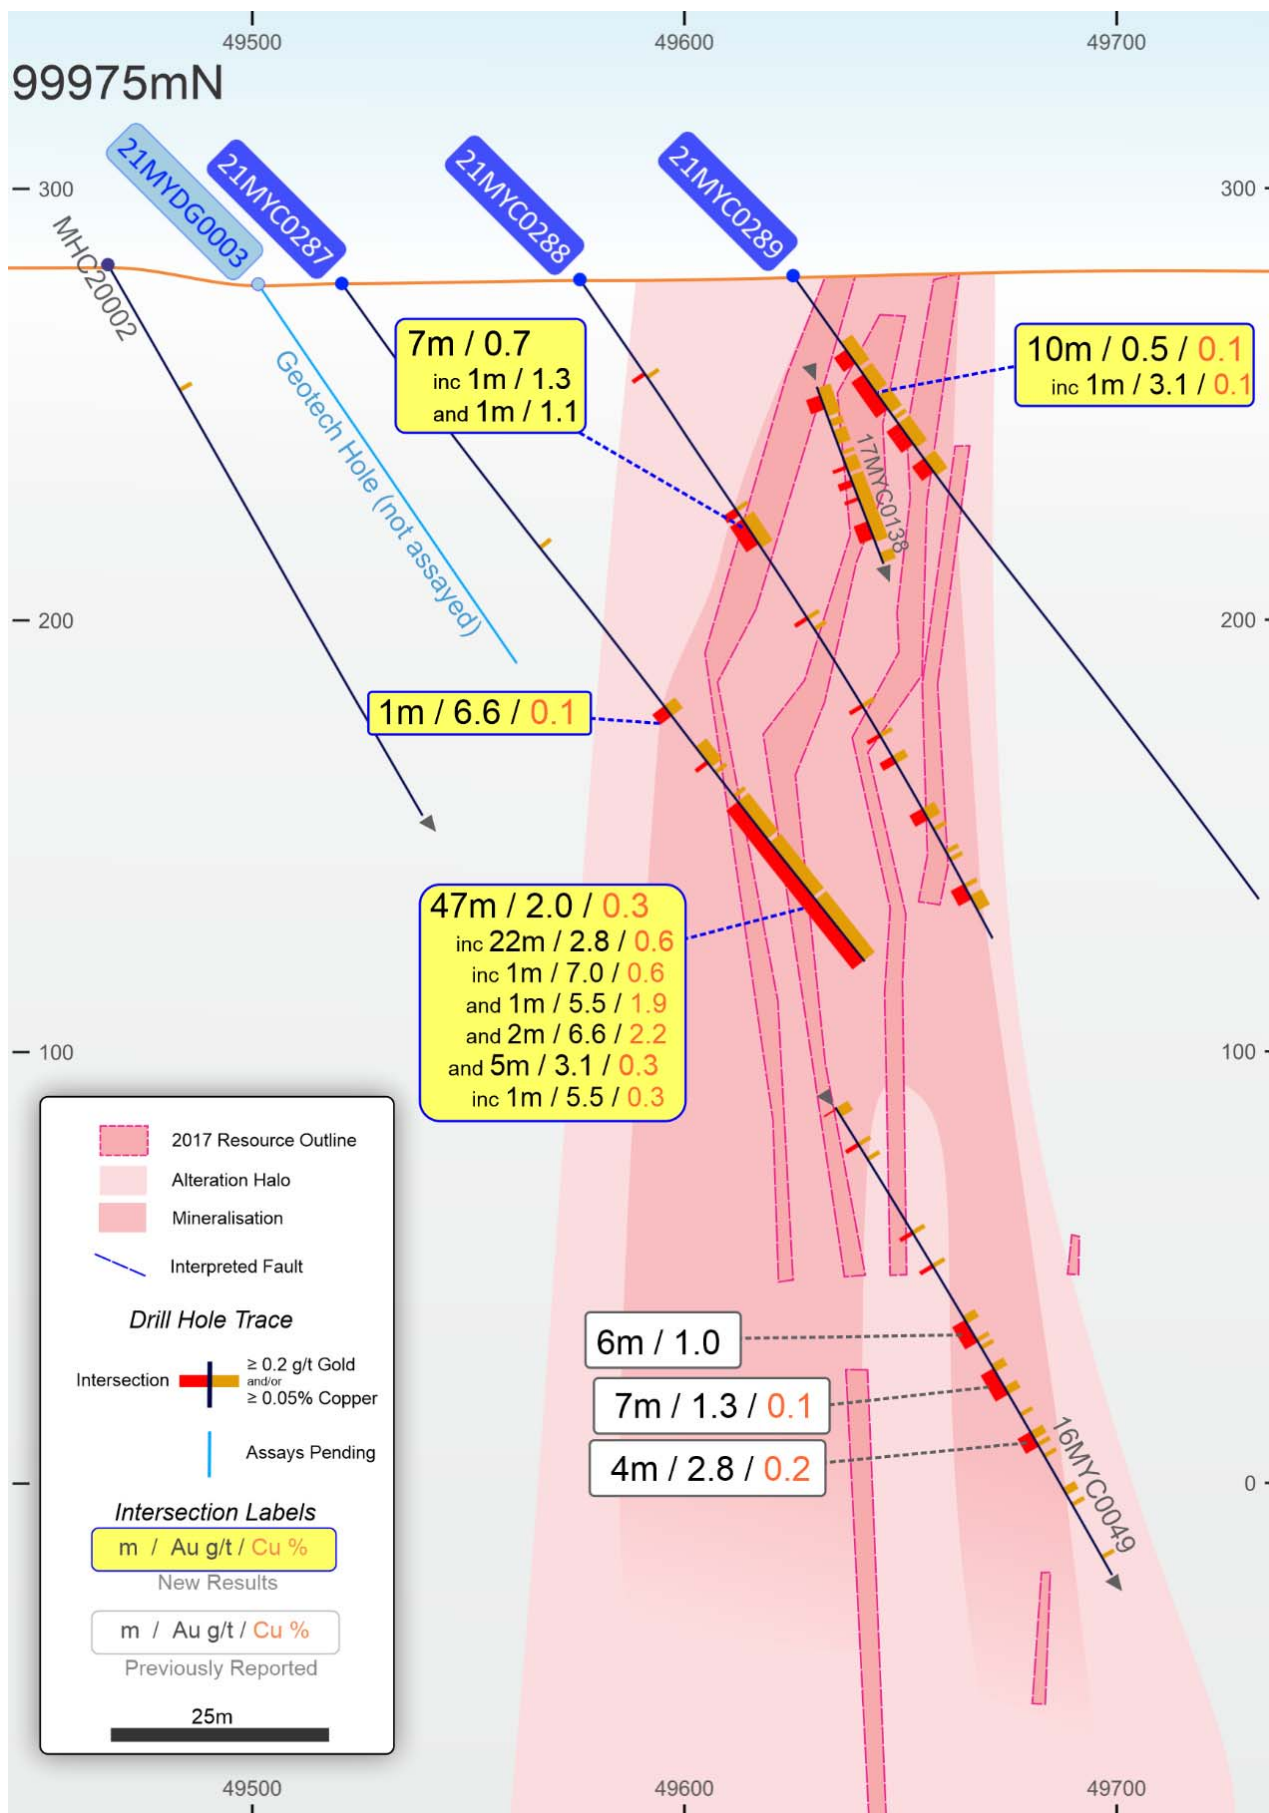 49500
49600
49700
99975mN
21MYDG0003
21MYC0287
21MYC0288
21MYC0289
300
300
MHC20002
Geotech Hole (not assayed)
7m / 0.7
inc 1m / 1.3
and 1m / 1.1
10m / 0.5 / 0.1
inc 1m / 3.1 / 0.1
17MYC0138
200
200
1m / 6.6 / 0.1
47m / 2.0 / 0.3
inc 22m / 2.8 / 0.6
inc 1m / 7.0 / 0.6
and 1m / 5.5 / 1.9
and 2m / 6.6 / 2.2
and 5m / 3.1 / 0.3
inc 1m / 5.5 / 0.3
100
100
2017 Resource Outline
Alteration Halo
Mineralisation
Interpreted Fault
Drill Hole Trace
Intersection
≥ 0.2 g/t Gold
and/or
≥ 0.05% Copper
Assays Pending
Intersection Labels
m / Au g/t / Cu %
New Results
m / Au g/t / Cu %
Previously Reported
25m
6m / 1.0
7m / 1.3 / 0.1
4m / 2.8 / 0.2
16MYC0049
0
49500
49600
49700